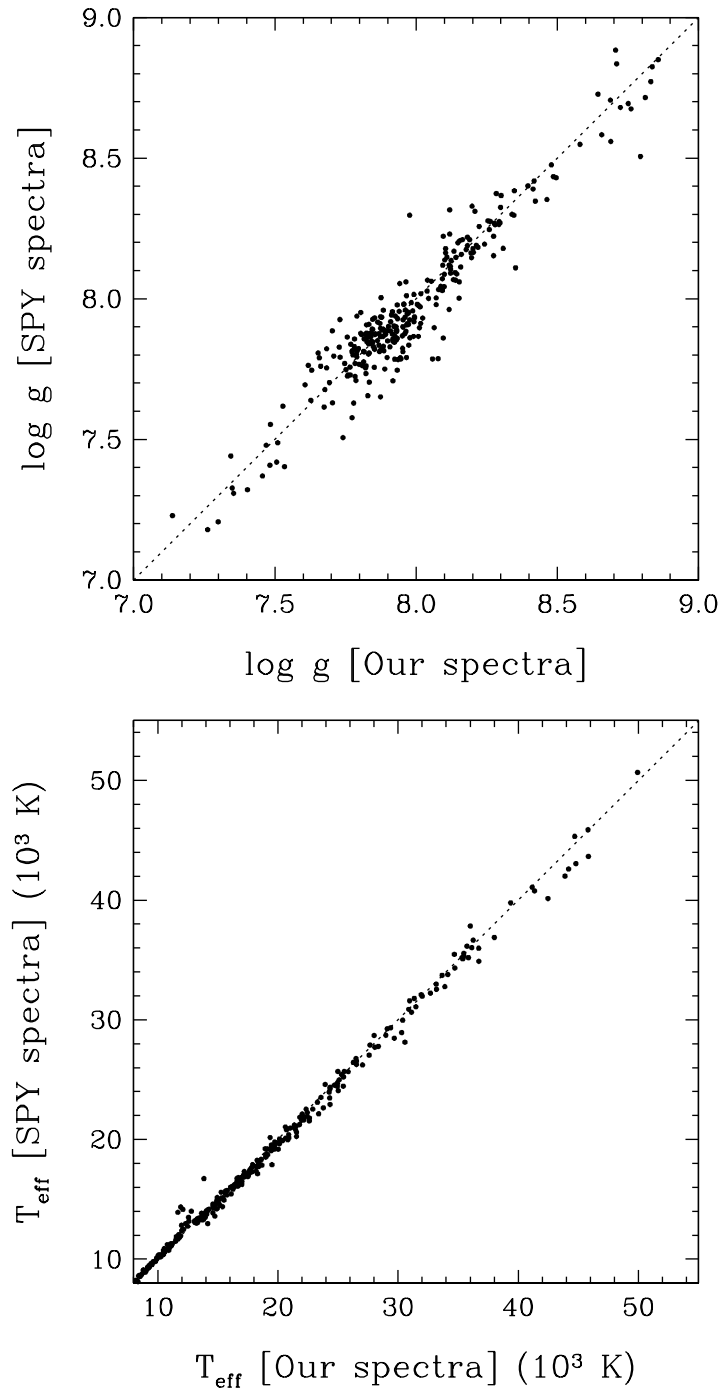 9.0
8.5
8.0
7.5
7.0
log g [SPY spectra]
7.0 7.5 8.0 8.5 9.0
log g [Our spectra]
50
40
30
20
10
Teff [SPY spectra] (10³ K)
10 20 30 40 50
Teff [Our spectra] (10³ K)